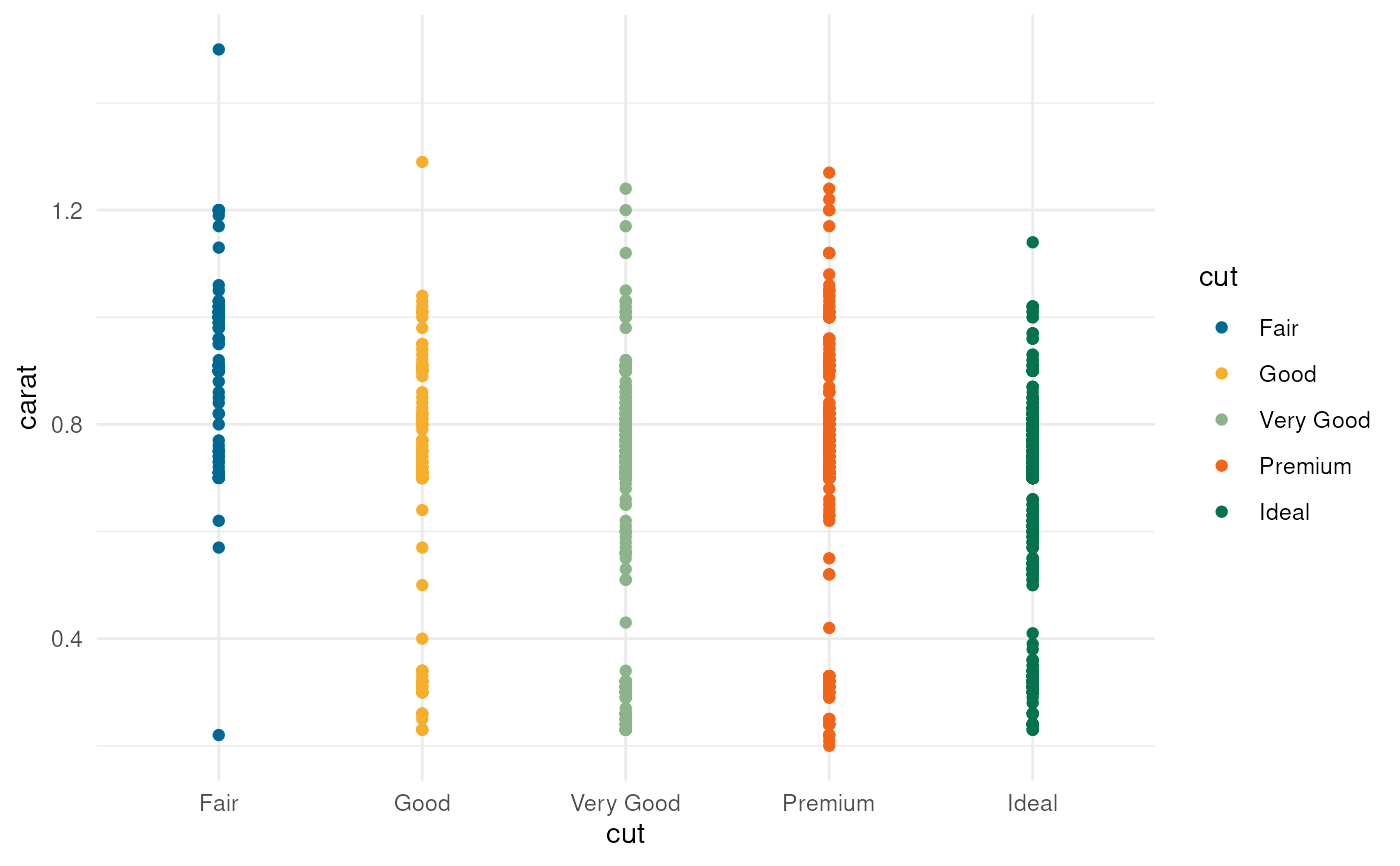 carat
1.2
0.8
0.4
Fair
Good
Very Good
Premium
Ideal
cut
cut
Fair
Good
Very Good
Premium
Ideal